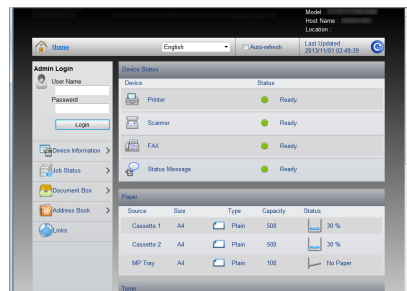 Model :
Host Name :
Location :
Home
English
Auto-refresh
Last Updated :
2013/11/01 03:49:39
Admin Login
User Name
Password
Login
Device Information
Job Status
Document Box
Address Book
Links
Device Status
Device Status
Printer Ready.
Scanner Ready.
FAX Ready.
Status Message Ready.
Paper
Source Size Type Capacity Status
Cassette 1 A4 Plain 500 30 %
Cassette 2 A4 Plain 500 30 %
MP Tray A4 Plain 100 No Paper
Toner